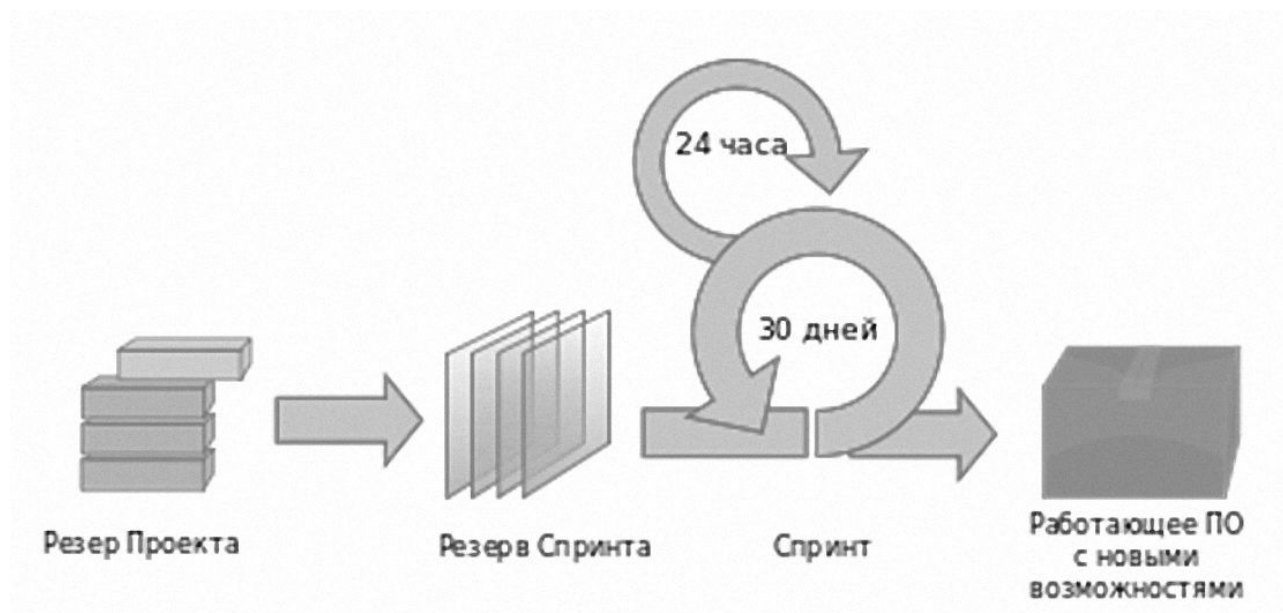 24 часа
30 дней
Резер Проекта
Резерв Спринта
Спринт
Работающее ПО
с новыми
возможностями